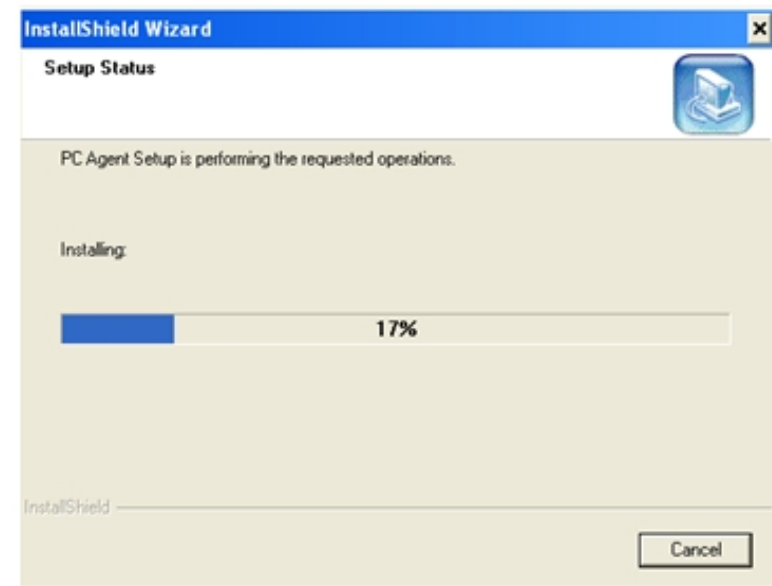 InstallShield Wizard
Setup Status
PC Agent Setup is performing the requested operations.
Installing:
17%
InstallShield
Cancel